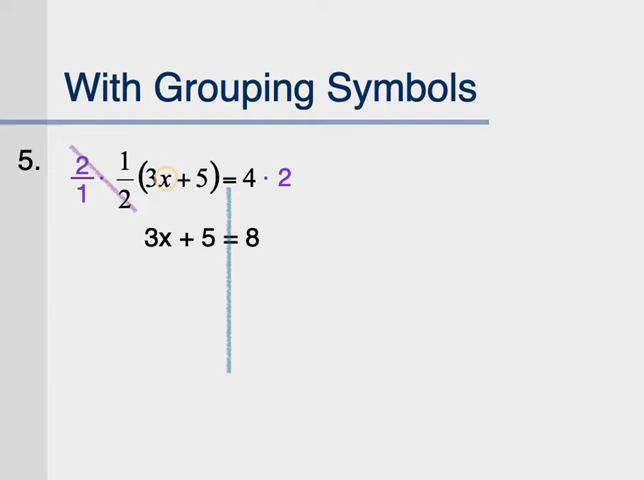 With Grouping Symbols
5. 2/1 · 1/2 (3x + 5) = 4 · 2
3x + 5 = 8